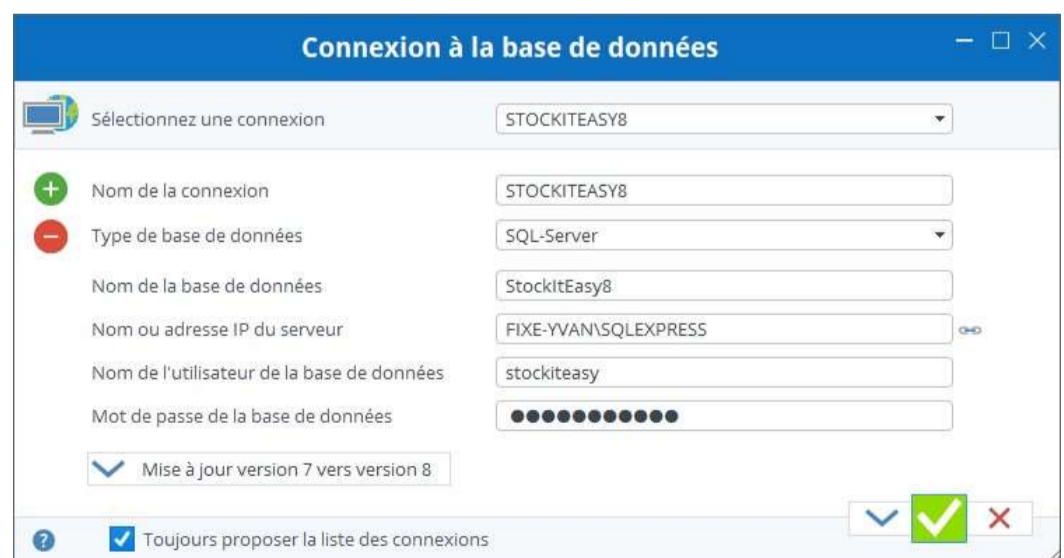 Connexion à la base de données
Sélectionnez une connexion STOCKITEASY8
Nom de la connexion STOCKITEASY8
Type de base de données SQL-Server
Nom de la base de données StockItEasy8
Nom ou adresse IP du serveur FIXE-YVAN\SQLEXPRESS
Nom de l'utilisateur de la base de données stockiteasy
Mot de passe de la base de données ●●●●●●●●●●●
Mise à jour version 7 vers version 8
Toujours proposer la liste des connexions